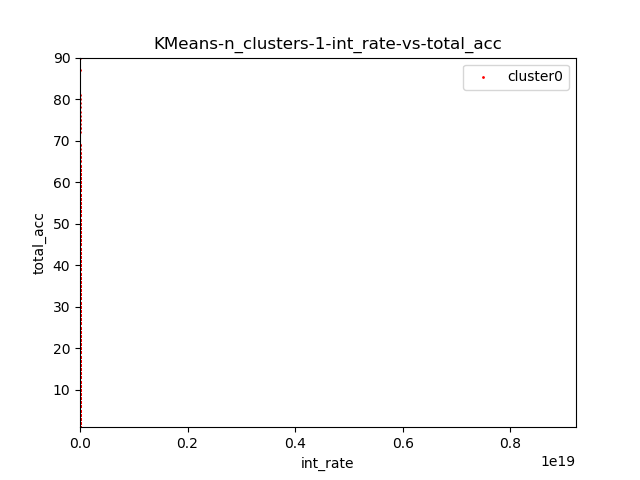 KMeans-n_clusters-1-int_rate-vs-total_acc
cluster0
90
80
70
60
50
40
30
20
10
total_acc
0.0 0.2 0.4 0.6 0.8
1e19
int_rate